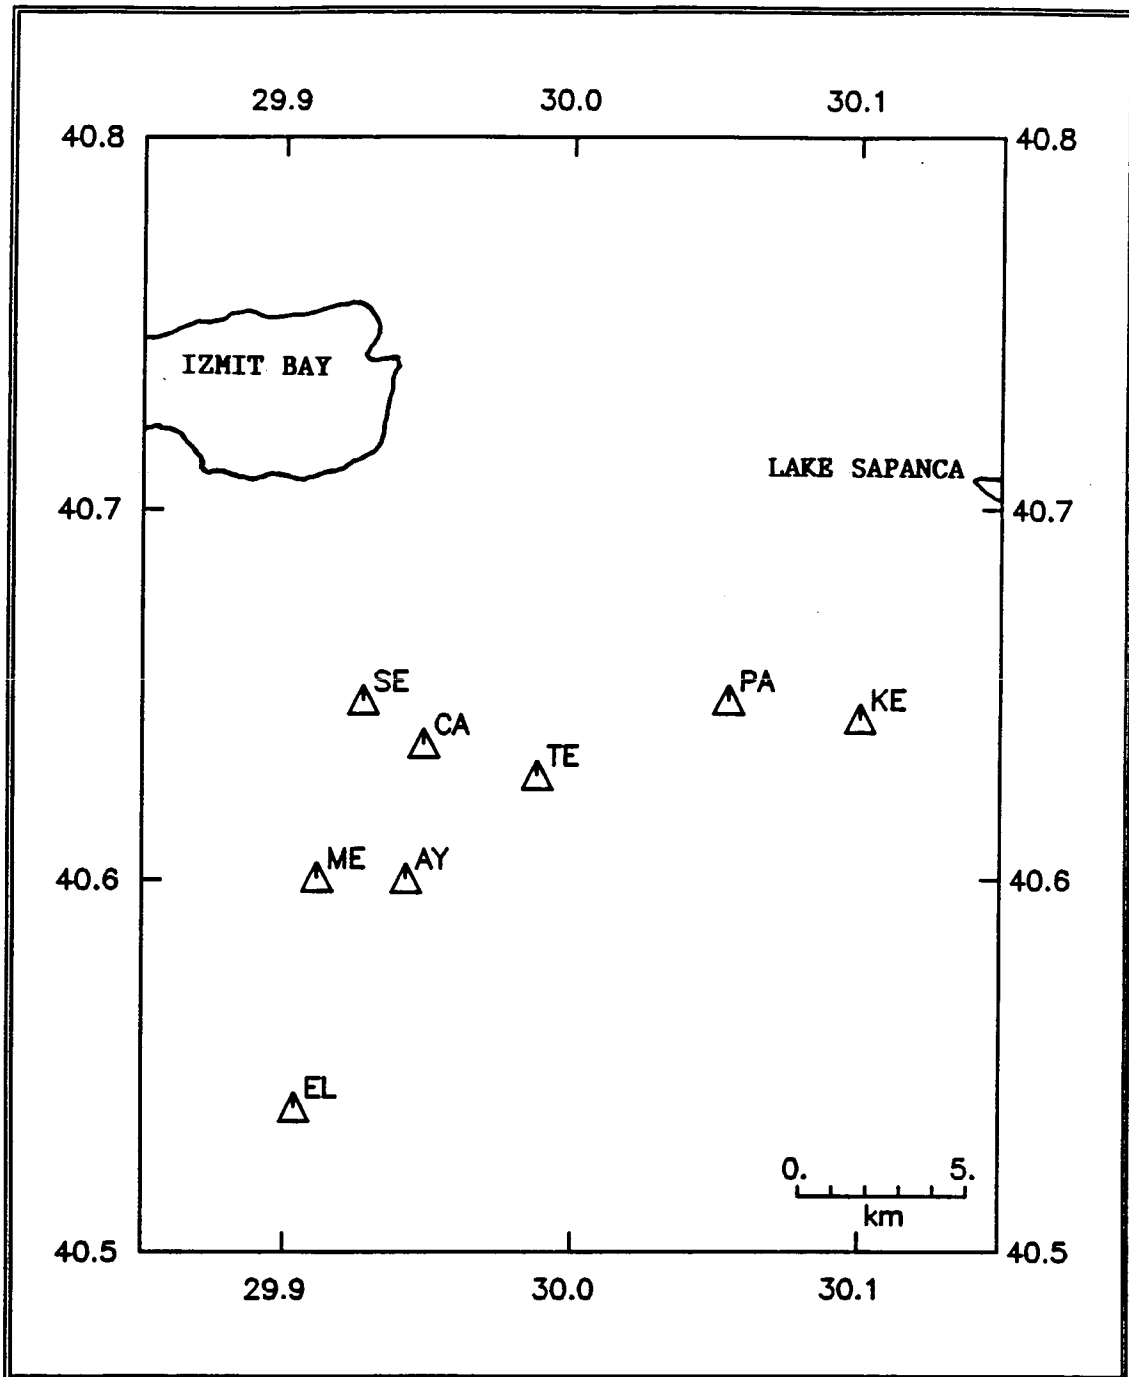 29.9 30.0 30.1
40.8 40.8
IZMIT BAY
LAKE SAPANCA
40.7 40.7
SE PA
KE
CA
TE
ME AY
40.6 40.6
EL
0. 5.
km
40.5 40.5
29.9 30.0 30.1